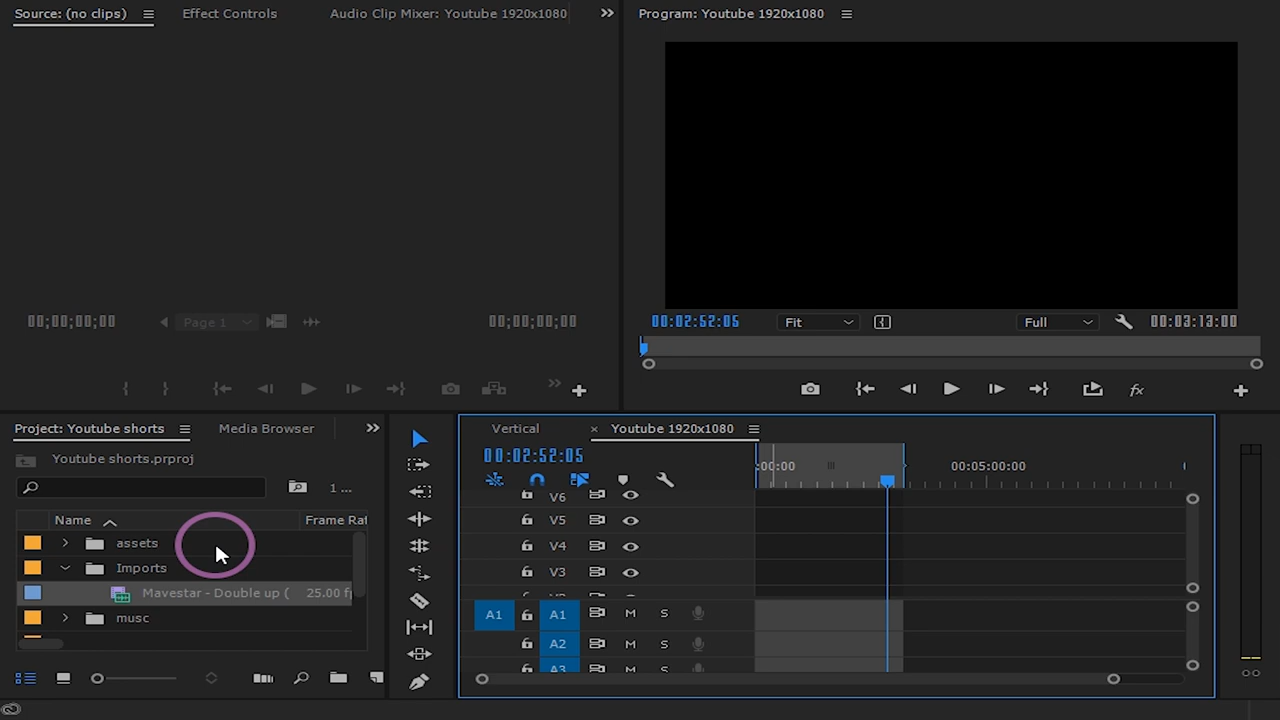 Source: (no clips)
Effect Controls
Audio Clip Mixer: Youtube 1920x1080
Program: Youtube 1920x1080
00;00;00;00
Page 1
00;00;00;00
00:02:52:05
Fit
Full
00:03:13:00
Project: Youtube shorts
Media Browser
Youtube shorts.prproj
1 ...
Name
Frame Rat
assets
Imports
Mavestar - Double up (
25.00 f
musc
Vertical
× Youtube 1920x1080
00:02:52:05
:00:00
00:05:00:00
V6
V5
V4
V3
A1 A1 M S
A2 M S
A3 M S
fx